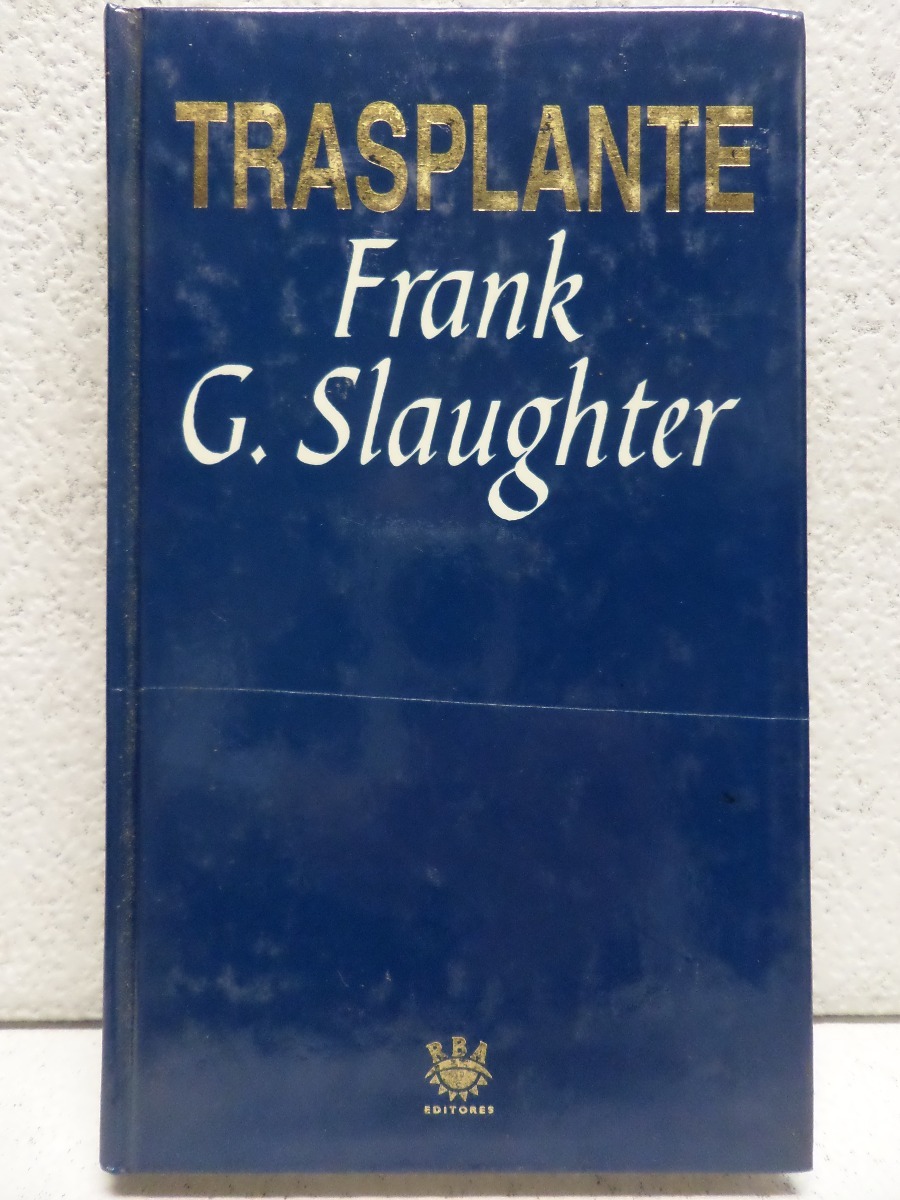 TRASPLANTE
Frank
G. Slaughter
RBA
EDITORES